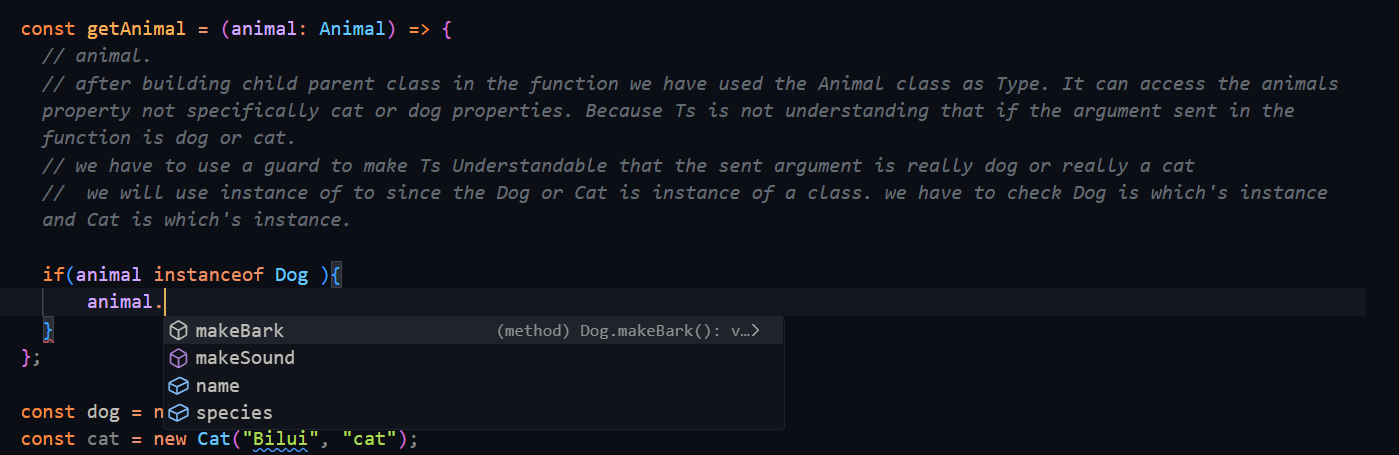 const getAnimal = (animal: Animal) => {
// animal.
// after building child parent class in the function we have used the Animal class as Type. It can access the animals
property not specifically cat or dog properties. Because Ts is not understanding that if the argument sent in the
function is dog or cat.
// we have to use a guard to make Ts Understandable that the sent argument is really dog or really a cat
//  we will use instance of to since the Dog or Cat is instance of a class. we have to check Dog is which's instance
and Cat is which's instance.
if(animal instanceof Dog ){
animal.
makeBark (method) Dog.makeBark(): v…>
}
makeSound
};
name
species
const dog = n
const cat = new Cat("Bilui", "cat");